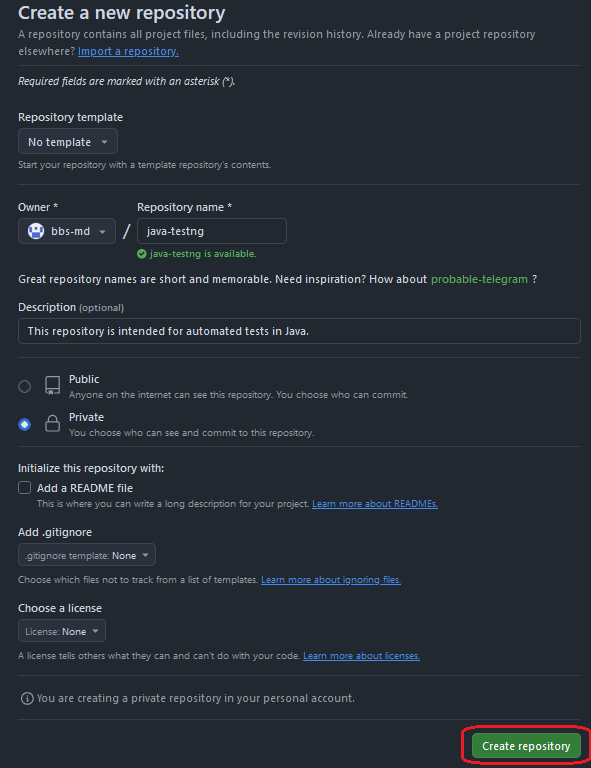 Create a new repository
A repository contains all project files, including the revision history. Already have a project repository
elsewhere? Import a repository.
Required fields are marked with an asterisk (*).
Repository template
No template
Start your repository with a template repository's contents.
Owner *
Repository name *
bbs-md
/
java-testng
java-testng is available.
Great repository names are short and memorable. Need inspiration? How about probable-telegram ?
Description (optional)
This repository is intended for automated tests in Java.
Public
Anyone on the internet can see this repository. You choose who can commit.
Private
You choose who can see and commit to this repository.
Initialize this repository with:
Add a README file
This is where you can write a long description for your project. Learn more about READMEs.
Add .gitignore
.gitignore template: None
Choose which files not to track from a list of templates. Learn more about ignoring files.
Choose a license
License: None
A license tells others what they can and can't do with your code. Learn more about licenses.
You are creating a private repository in your personal account.
Create repository